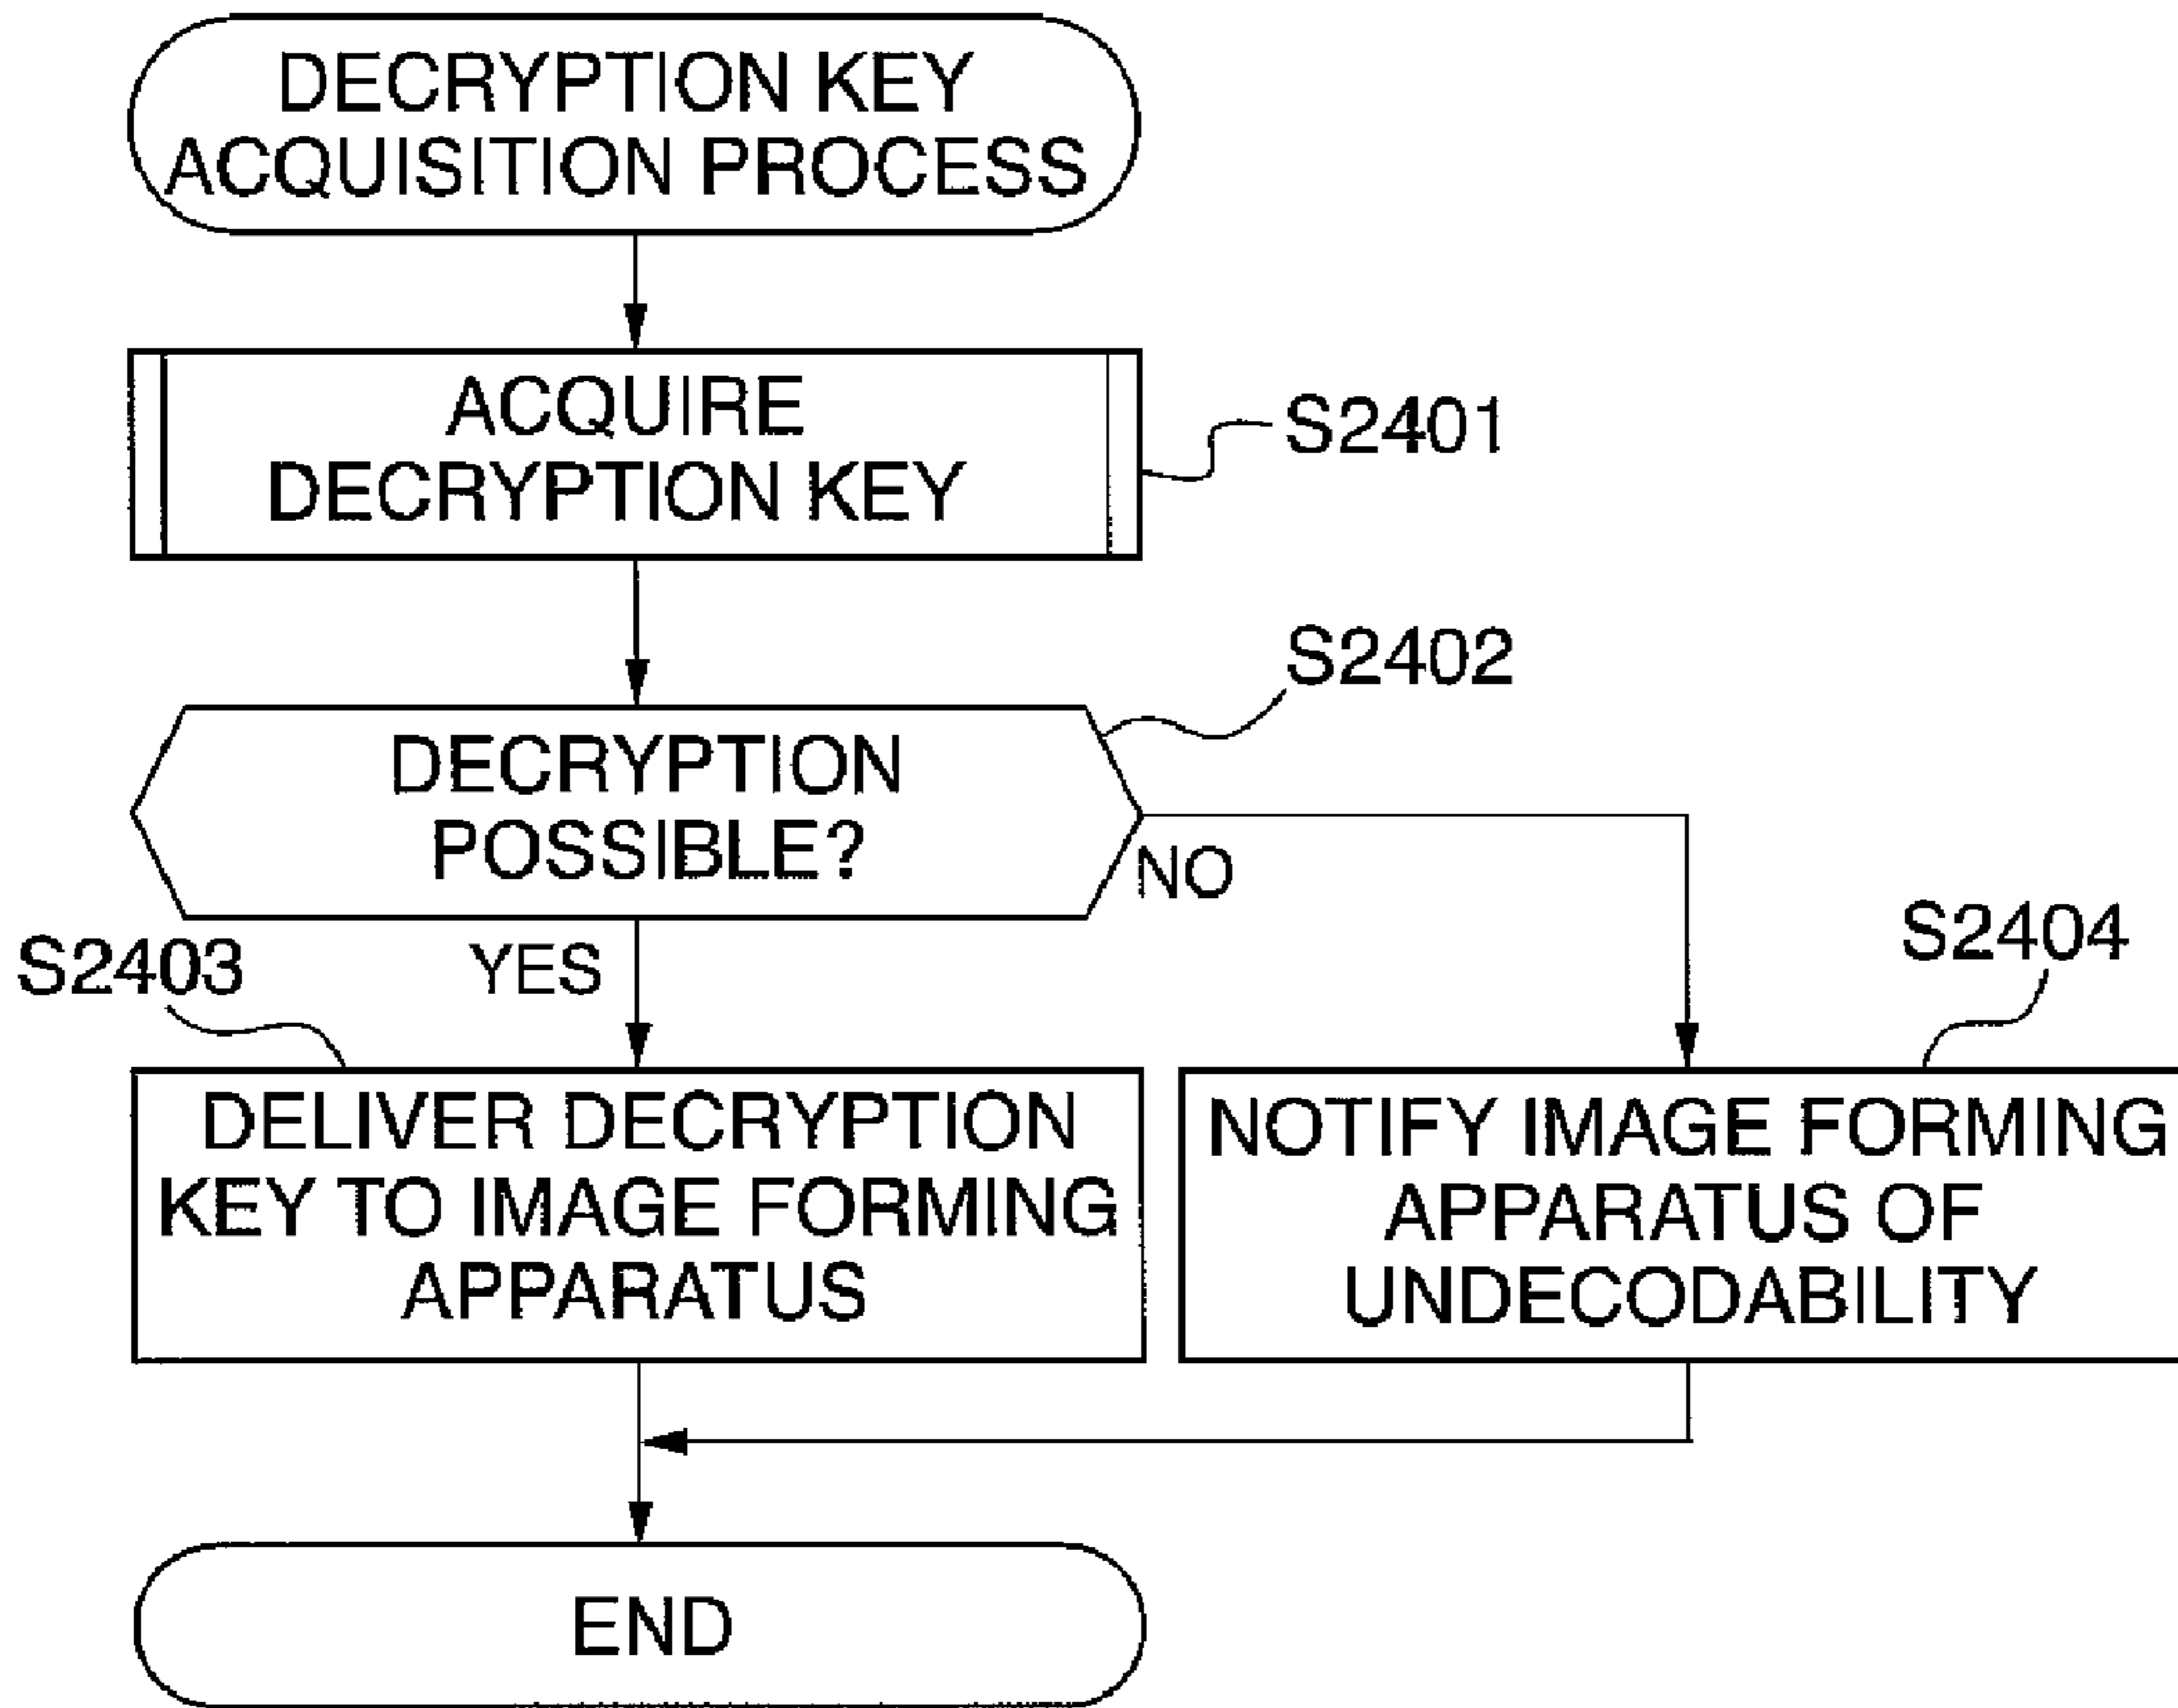 DECRYPTION KEY
ACQUISITION PROCESS
ACQUIRE
DECRYPTION KEY
S2401
S2402
DECRYPTION
POSSIBLE?
NO
YES
S2403
S2404
DELIVER DECRYPTION
KEY TO IMAGE FORMING
APPARATUS
NOTIFY IMAGE FORMING
APPARATUS OF
UNDECODABILITY
END